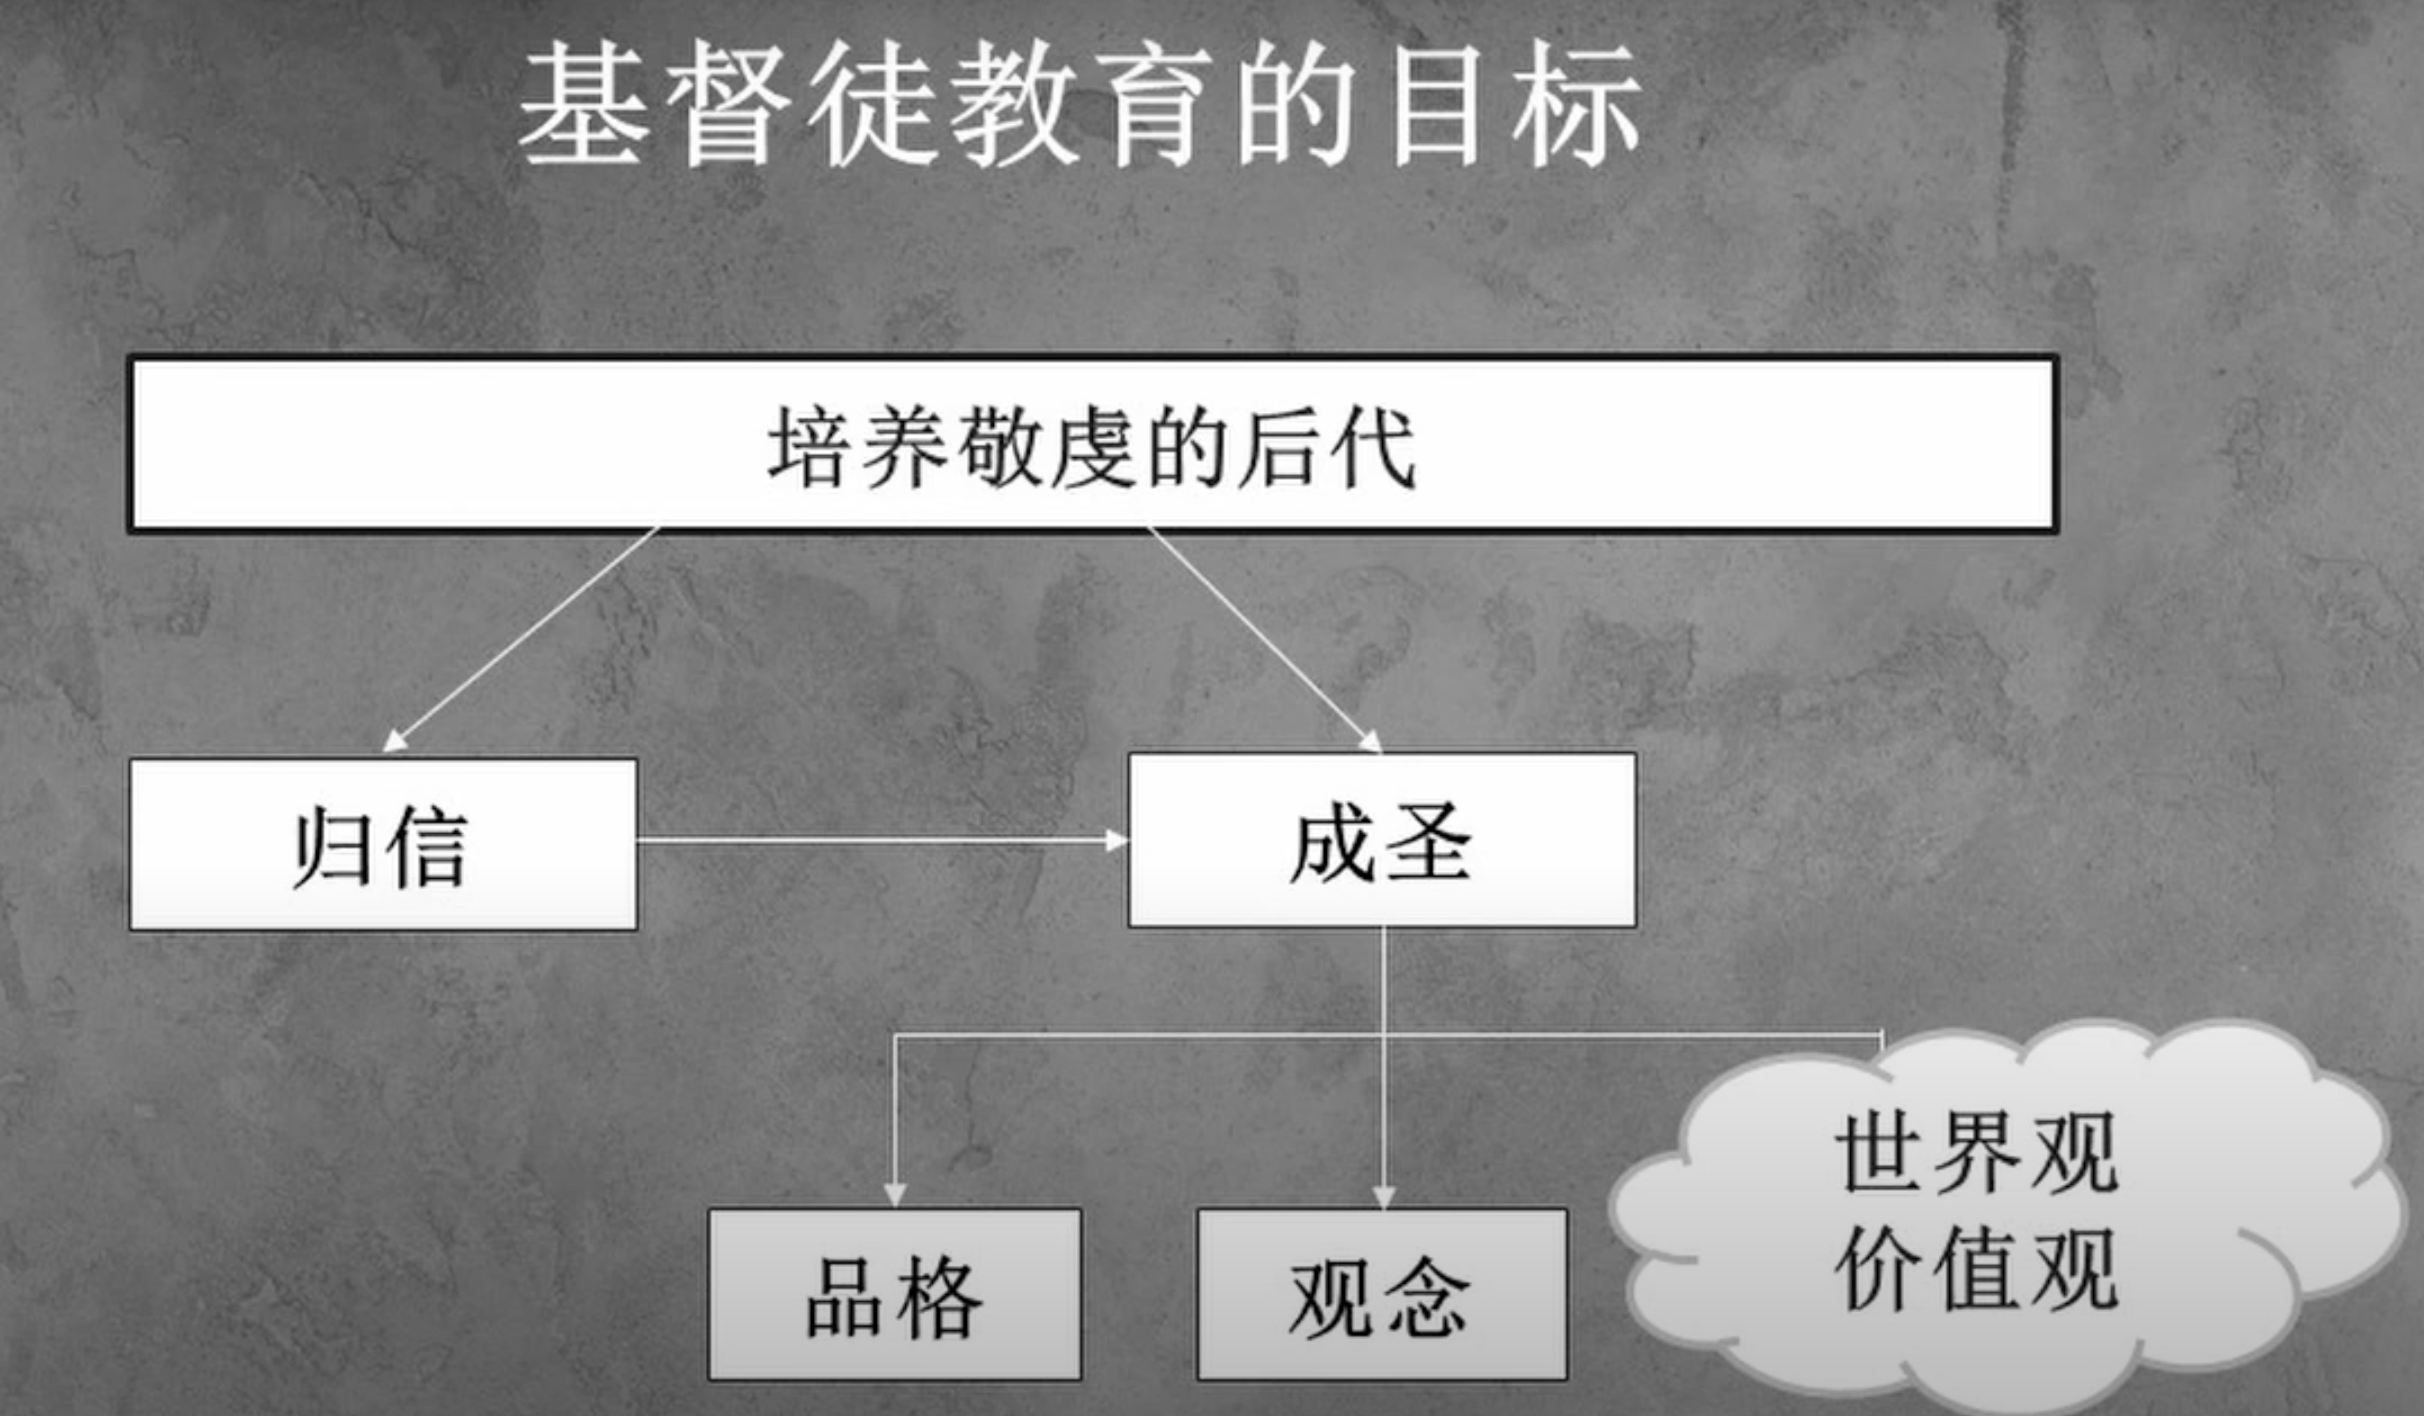 基督徒教育的目标
培养敬虔的后代
归信
成圣
品格
观念
世界观
价值观